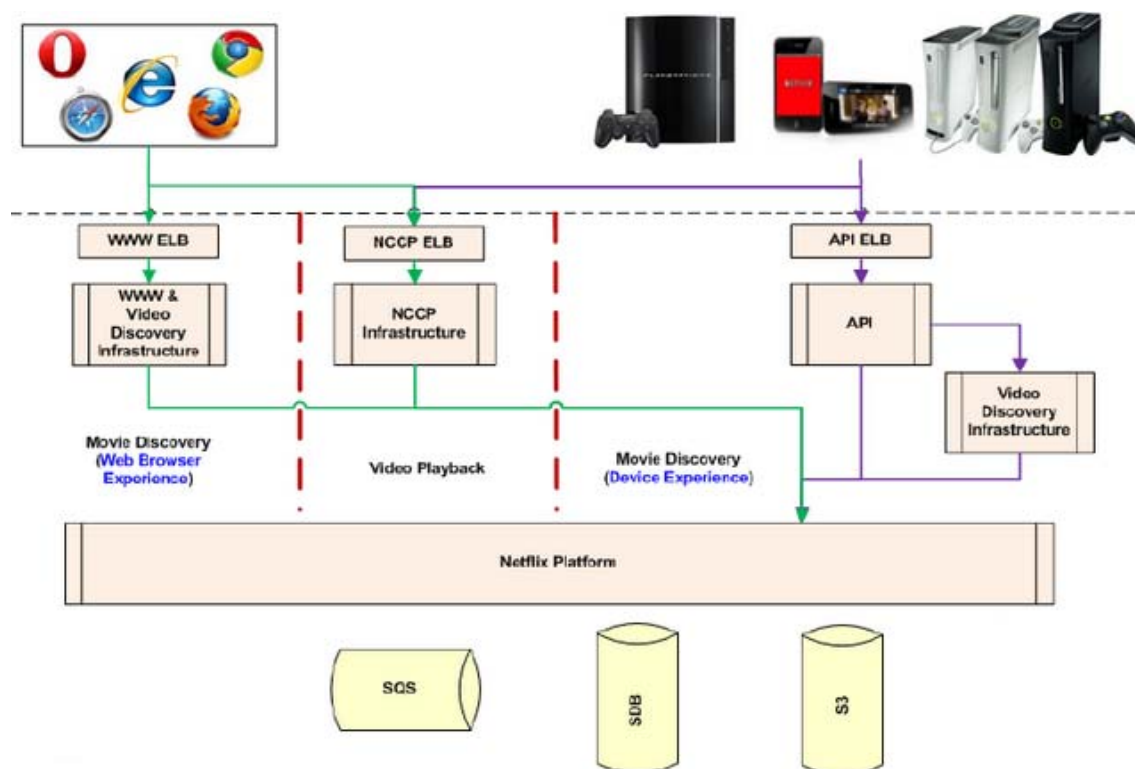 WWW ELB
NCCP ELB
API ELB
WWW &
Video
Discovery
Infrastructure
NCCP
Infrastructure
API
Video
Discovery
Infrastructure
Movie Discovery
(Web Browser
Experience)
Video Playback
Movie Discovery
(Device Experience)
Netflix Platform
SQS
SDB
S3